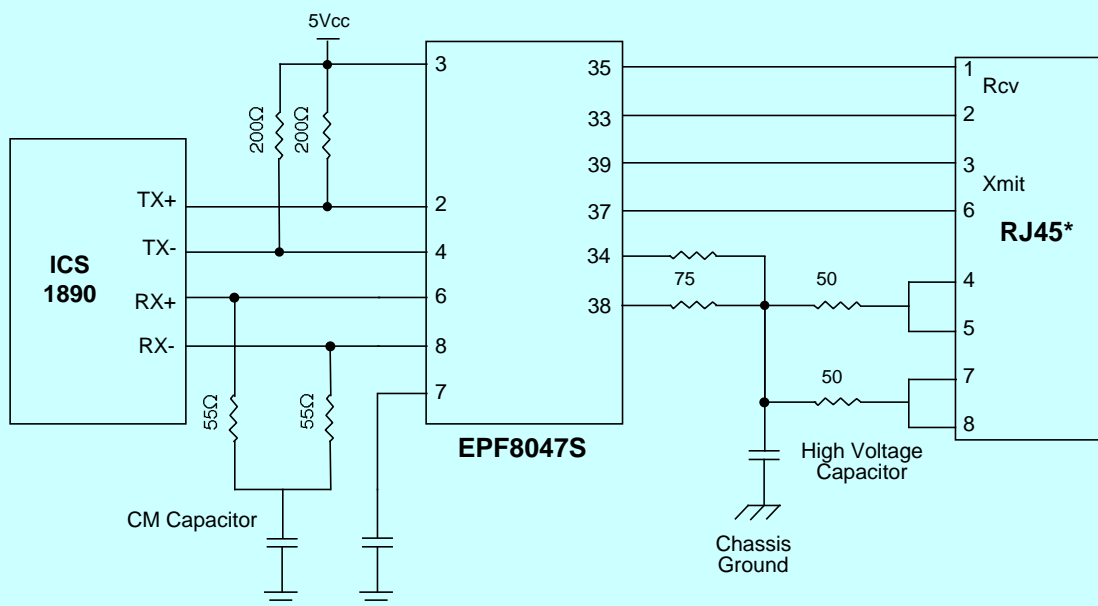 5Vcc
200Ω
200Ω
ICS
1890
TX+
TX-
RX+
RX-
55Ω
55Ω
CM Capacitor
3
2
4
6
8
7
EPF8047S
35
33
39
37
34
38
75
50
50
High Voltage
Capacitor
Chassis
Ground
1
Rcv
2
3
Xmit
6
RJ45*
4
5
7
8